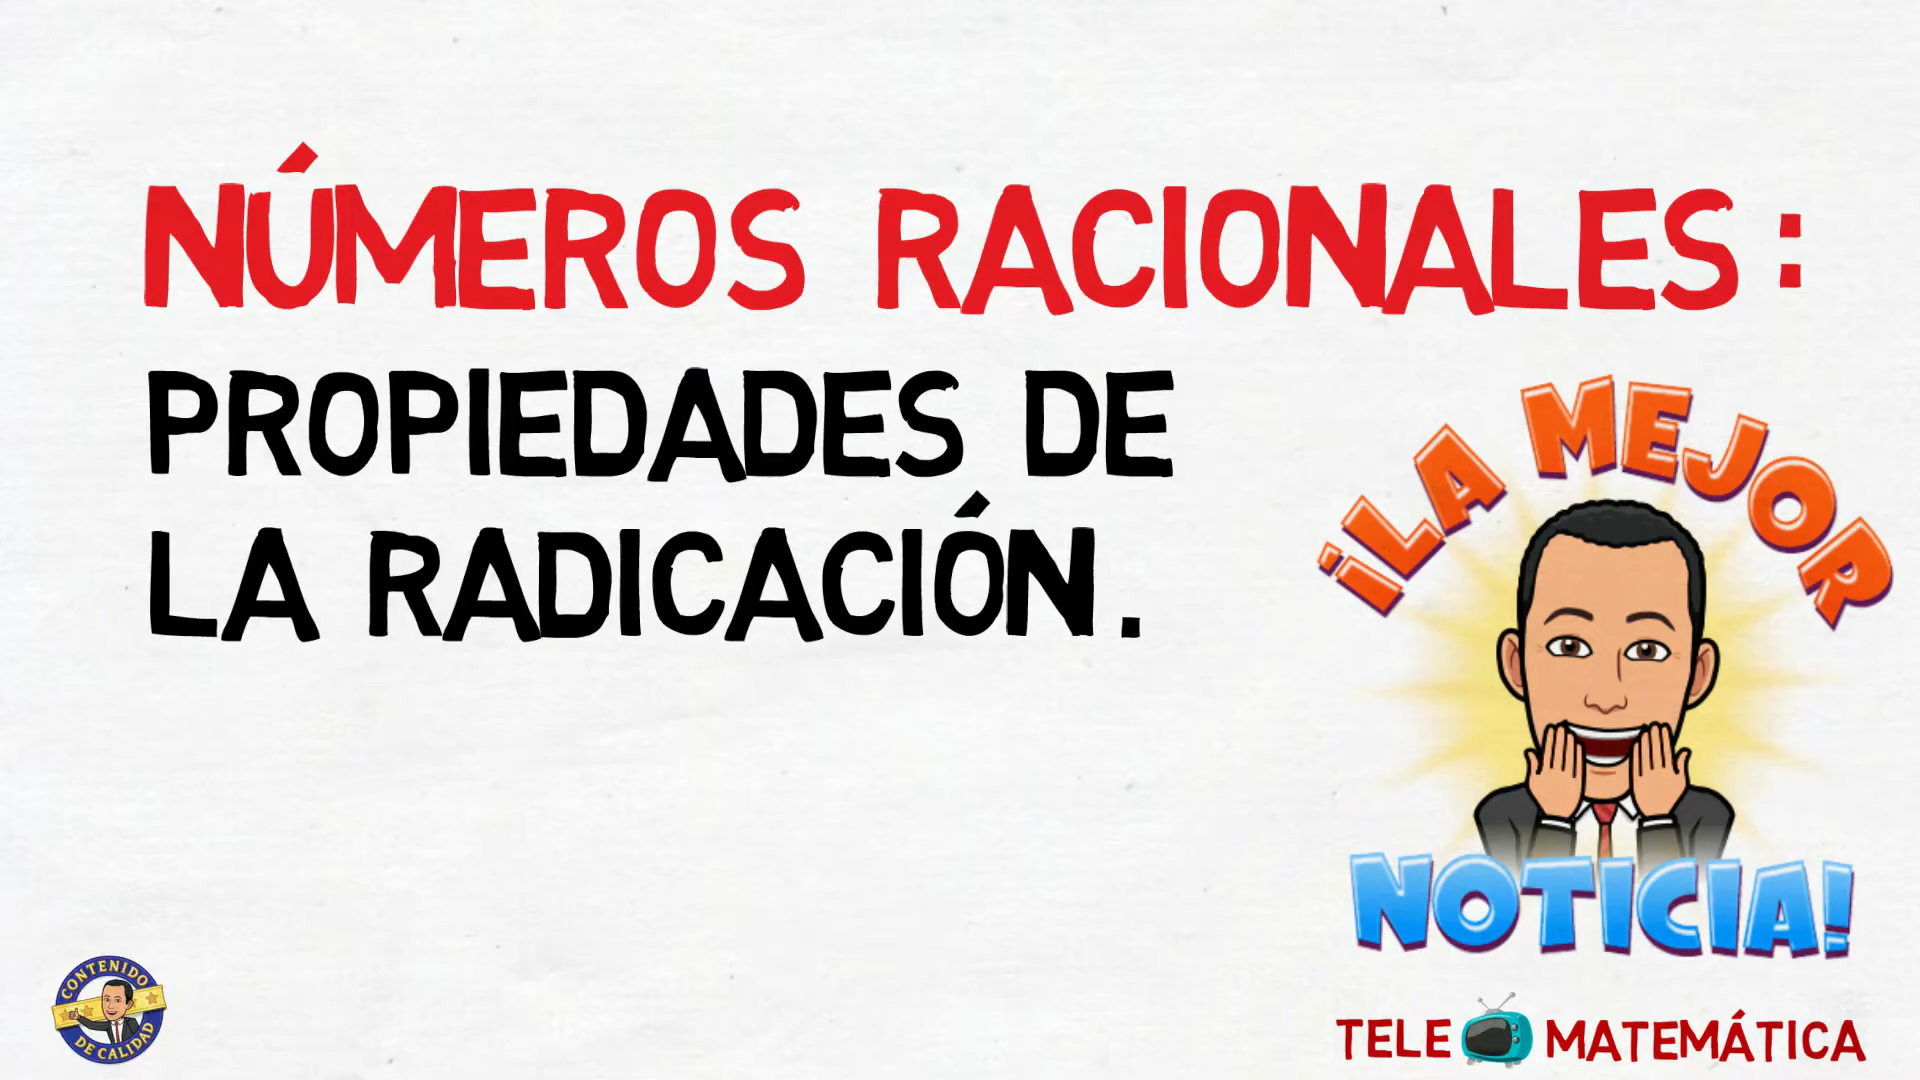 NÚMEROS RACIONALES:
PROPIEDADES DE
LA RADICACIÓN.
¡LA MEJOR
NOTICIA!
CONTENIDO
DE CALIDAD
TELE MATEMÁTICA